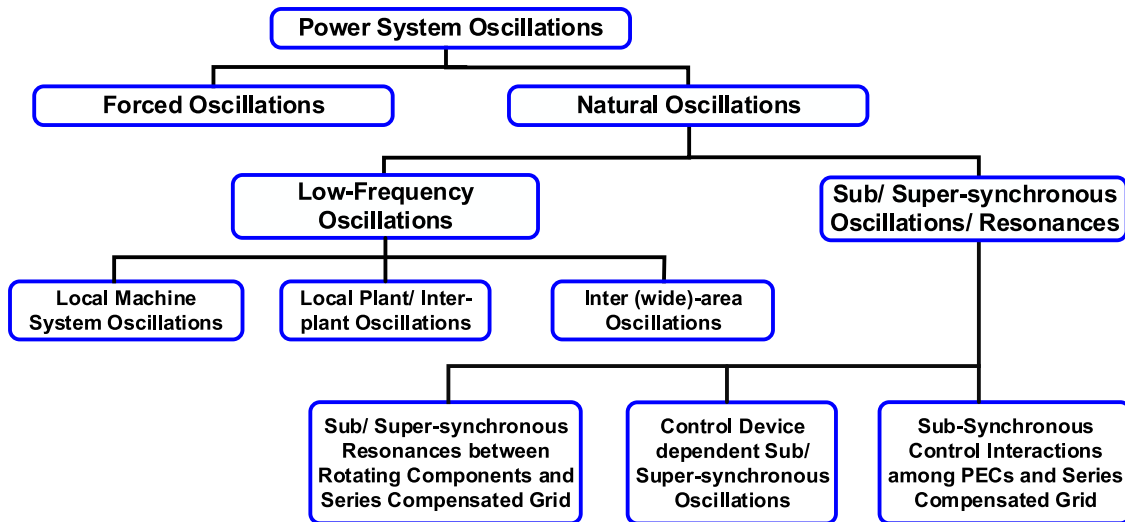 Power System Oscillations
Forced Oscillations
Natural Oscillations
Low-Frequency
Oscillations
Sub/ Super-synchronous
Oscillations/ Resonances
Local Machine
System Oscillations
Local Plant/ Inter-
plant Oscillations
Inter (wide)-area
Oscillations
Sub/ Super-synchronous
Resonances between
Rotating Components and
Series Compensated Grid
Control Device
dependent Sub/
Super-synchronous
Oscillations
Sub-Synchronous
Control Interactions
among PECs and Series
Compensated Grid